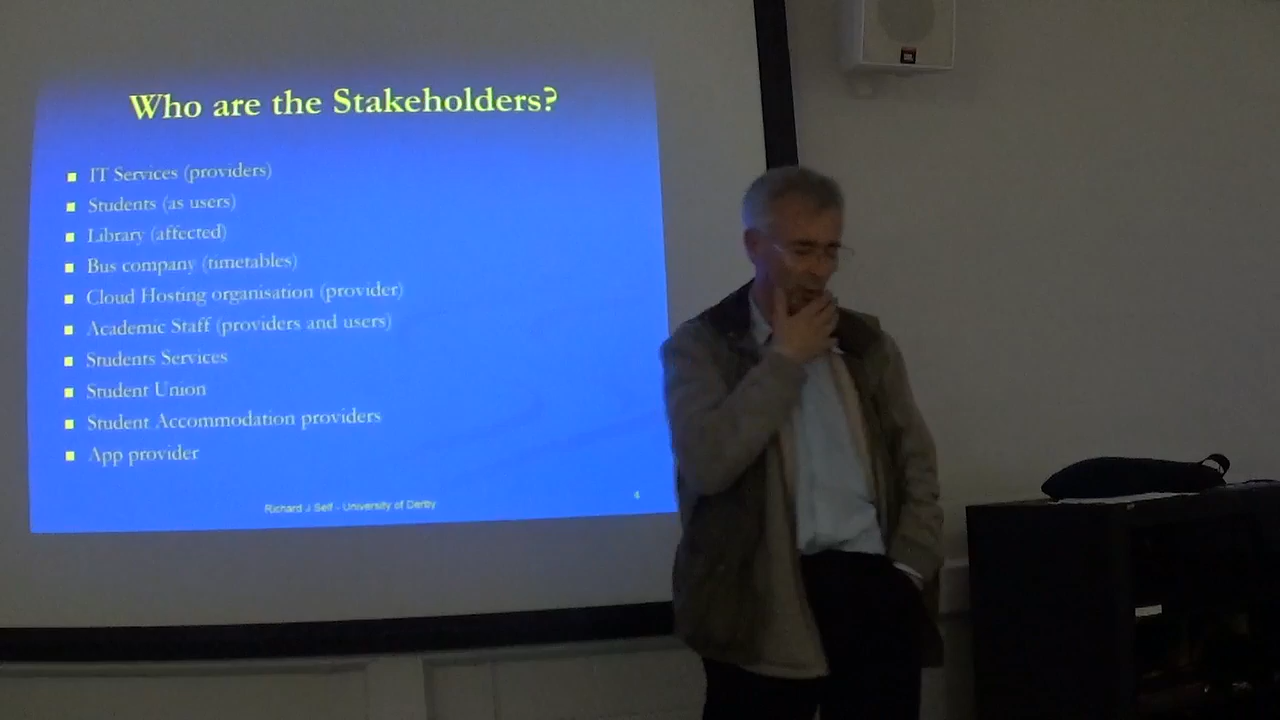 Who are the Stakeholders?
IT Services (providers)
Students (as users)
Library (affected)
Bus company (timetables)
Cloud Hosting organisation (provider)
Academic Staff (providers and users)
Students Services
Student Union
Student Accommodation providers
App provider
Richard J Self - University of Derby
4
JBL